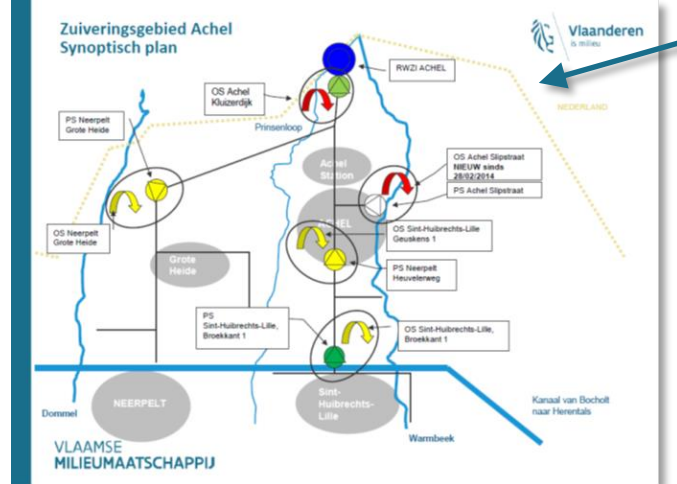 Zuiveringsgebied Achel
Synoptisch plan
Vlaanderen
is milieu
RWZI ACHEL
OS Achel
Kluizerdijk
NEDERLAND
PS Neerpelt
Grote Heide
Prinsenloop
Achel
Station
OS Achel Slipstraat
NIEUW sinds
28/02/2014
PS Achel Slipstraat
ACHEL
OS Sint-Huibrechts-Lille
Geuskens 1
OS Neerpelt
Grote Heide
Grote
Heide
PS Neerpelt
Heuvelerweg
PS
Sint-Huibrechts-Lille,
Broekkant 1
OS Sint-Huibrechts-Lille,
Broekkant 1
NEERPELT
Sint-
Huibrechts-
Lille
Kanaal van Bocholt
naar Herentals
Dommel
Warmbeek
VLAAMSE
MILIEUMAATSCHAPPIJ